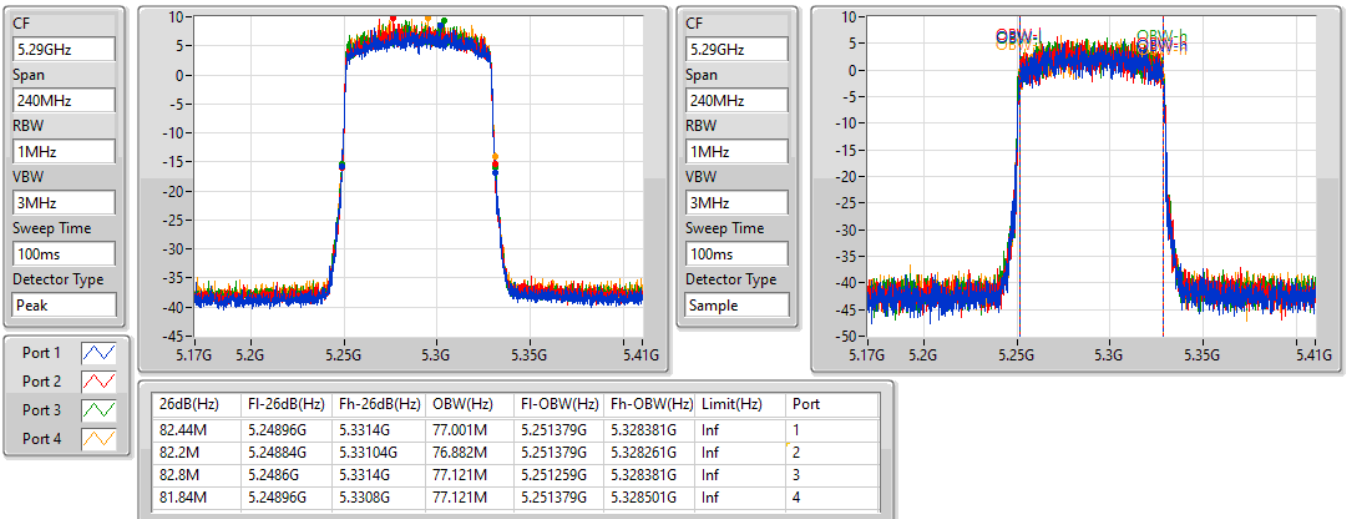 CF
5.29GHz
Span
240MHz
RBW
1MHz
VBW
3MHz
Sweep Time
100ms
Detector Type
Peak
10-
5-
0-
-5-
-10-
-15-
-20-
-25-
-30-
-35-
-40-
-45-
5.17G 5.2G 5.25G 5.3G 5.35G 5.41G
CF
5.29GHz
Span
240MHz
RBW
1MHz
VBW
3MHz
Sweep Time
100ms
Detector Type
Sample
10-
5-
0-
-5-
-10-
-15-
-20-
-25-
-30-
-35-
-40-
-45-
-50-
OBW-l OBW-h
OBW-h
5.17G 5.2G 5.25G 5.3G 5.35G 5.41G
Port 1
Port 2
Port 3
Port 4
26dB(Hz) Fl-26dB(Hz) Fh-26dB(Hz) OBW(Hz) Fl-OBW(Hz) Fh-OBW(Hz) Limit(Hz) Port
82.44M 5.24896G 5.3314G 77.001M 5.251379G 5.328381G Inf 1
82.2M 5.24884G 5.33104G 76.882M 5.251379G 5.328261G Inf 2
82.8M 5.2486G 5.3314G 77.121M 5.251259G 5.328381G Inf 3
81.84M 5.24896G 5.3308G 77.121M 5.251379G 5.328501G Inf 4